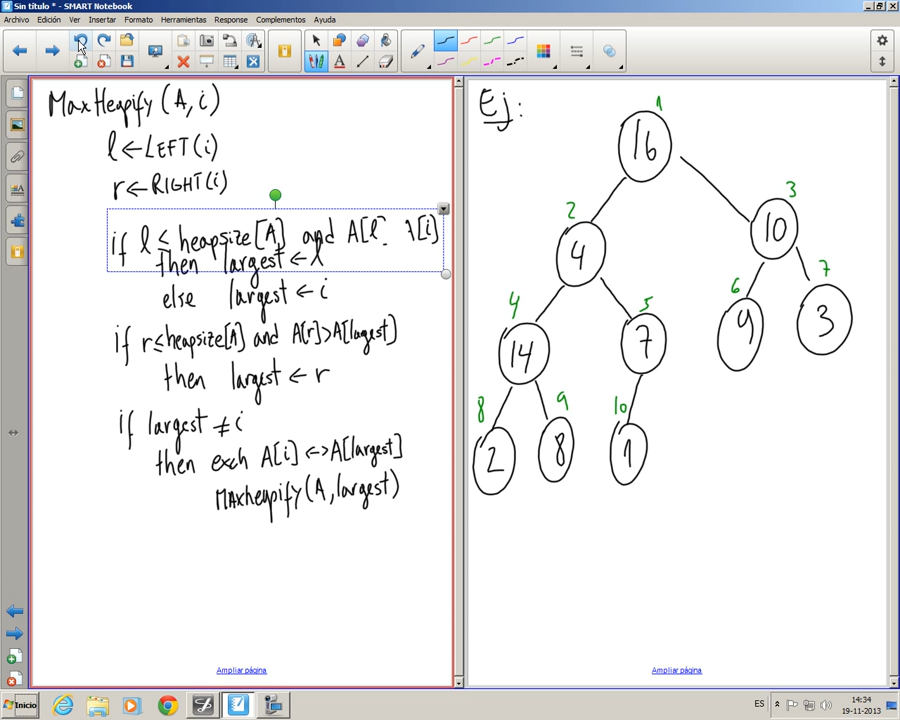 Sin título * - SMART Notebook
Archivo Edición Ver Insertar Formato Herramientas Response Complementos Ayuda
MaxHeapify (A, i)
l ← LEFT(i)
r ← RIGHT(i)
if l ≤ heapsize[A] and A[l]
then largest ← l
else largest ← i
if r ≤ heapsize[A] and A[r] > A[lagest]
then largest ← r
if largest ≠ i
then exch A[i] <-> A[largest]
MAxheapify(A, largest)
Ampliar página
Ej:
1
16
2
3
4
10
4
5
6
7
14
7
9
3
8
9
10
2
8
1
Ampliar página
Inicio
ES
14:34
19-11-2013